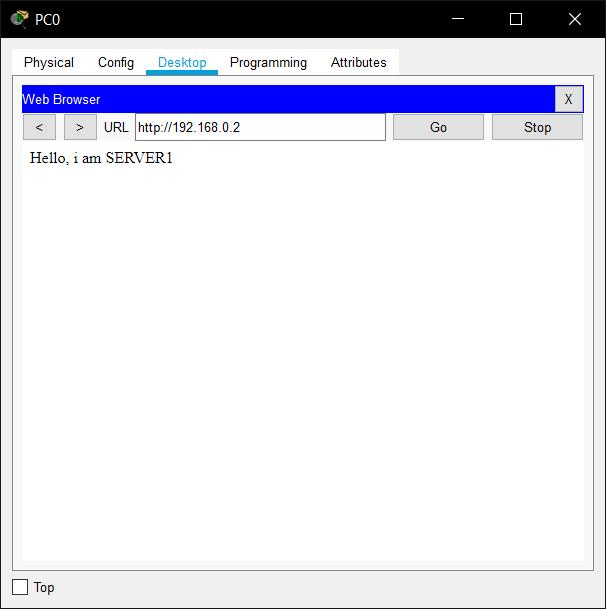 PC0
Physical Config Desktop Programming Attributes
Web Browser X
< > URL http://192.168.0.2 Go Stop
Hello, i am SERVER1
Top